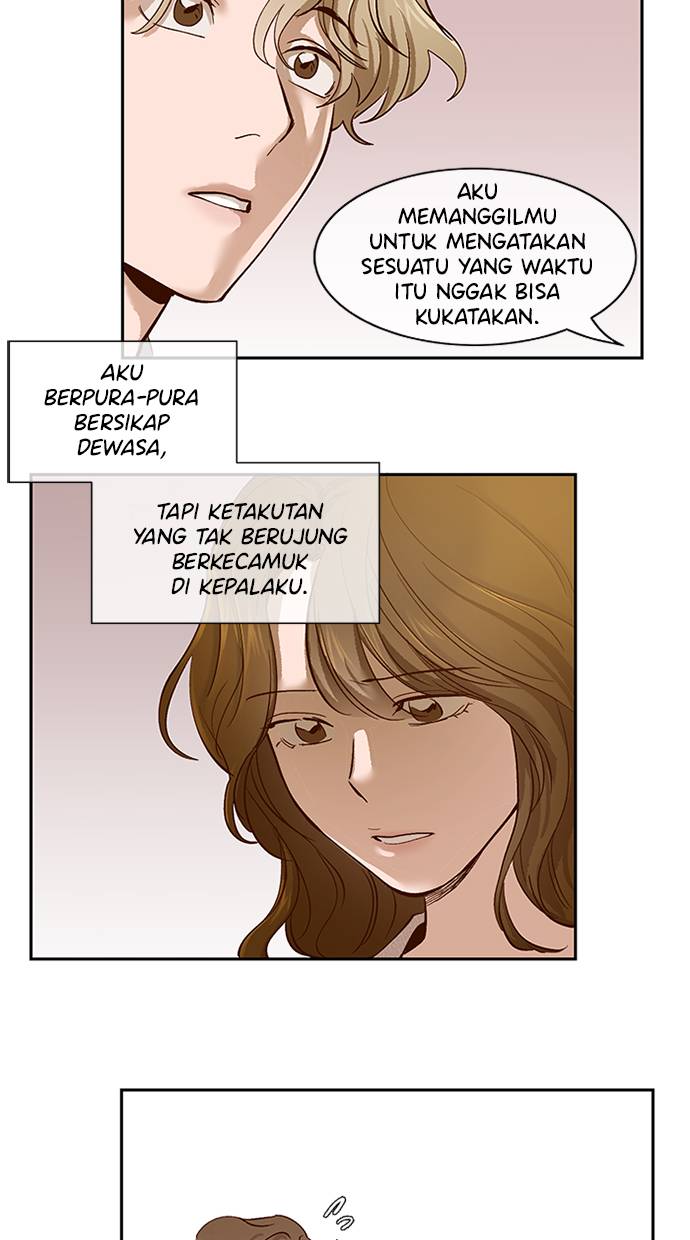 AKU
MEMANGGILMU
UNTUK MENGATAKAN
SESUATU YANG WAKTU
ITU NGGAK BISA
KUKATAKAN.
AKU
BERPURA-PURA
BERSIKAP
DEWASA,
TAPI KETAKUTAN
YANG TAK BERUJUNG
BERKECAMUK
DI KEPALAKU.